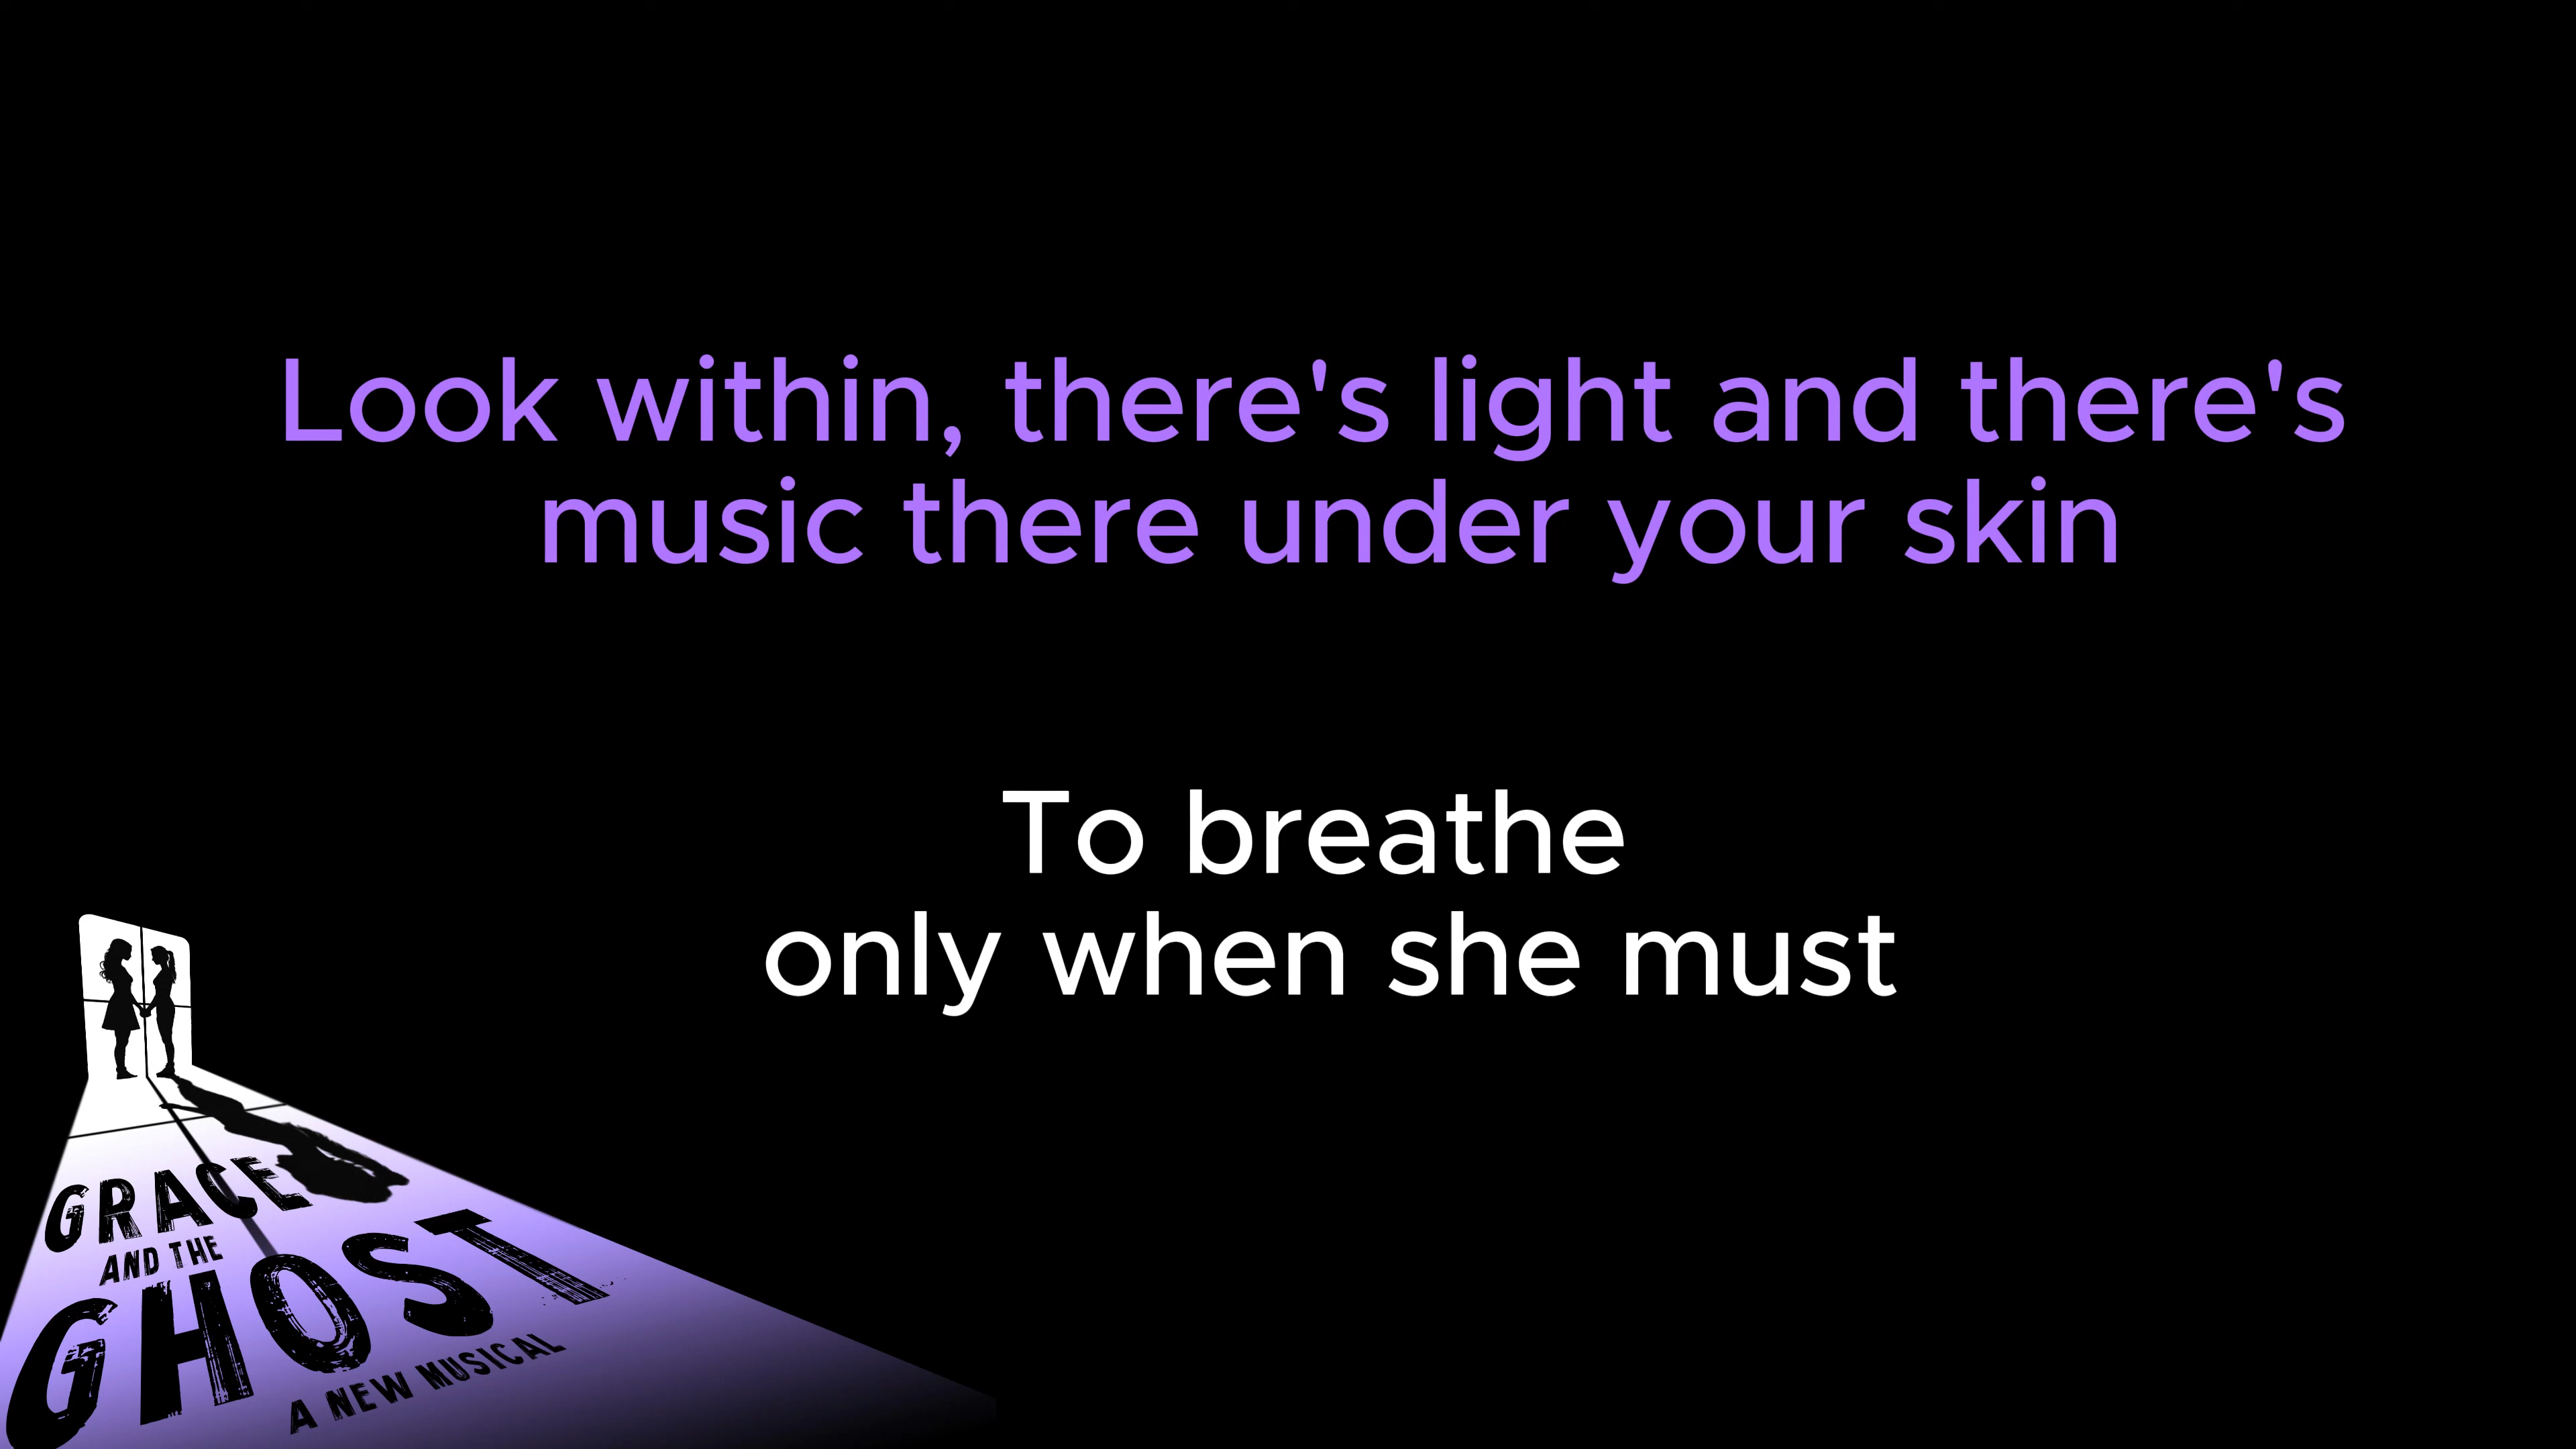 Look within, there's light and there's
music there under your skin
To breathe
only when she must
GRACE
AND THE
GHOST
A NEW MUSICAL